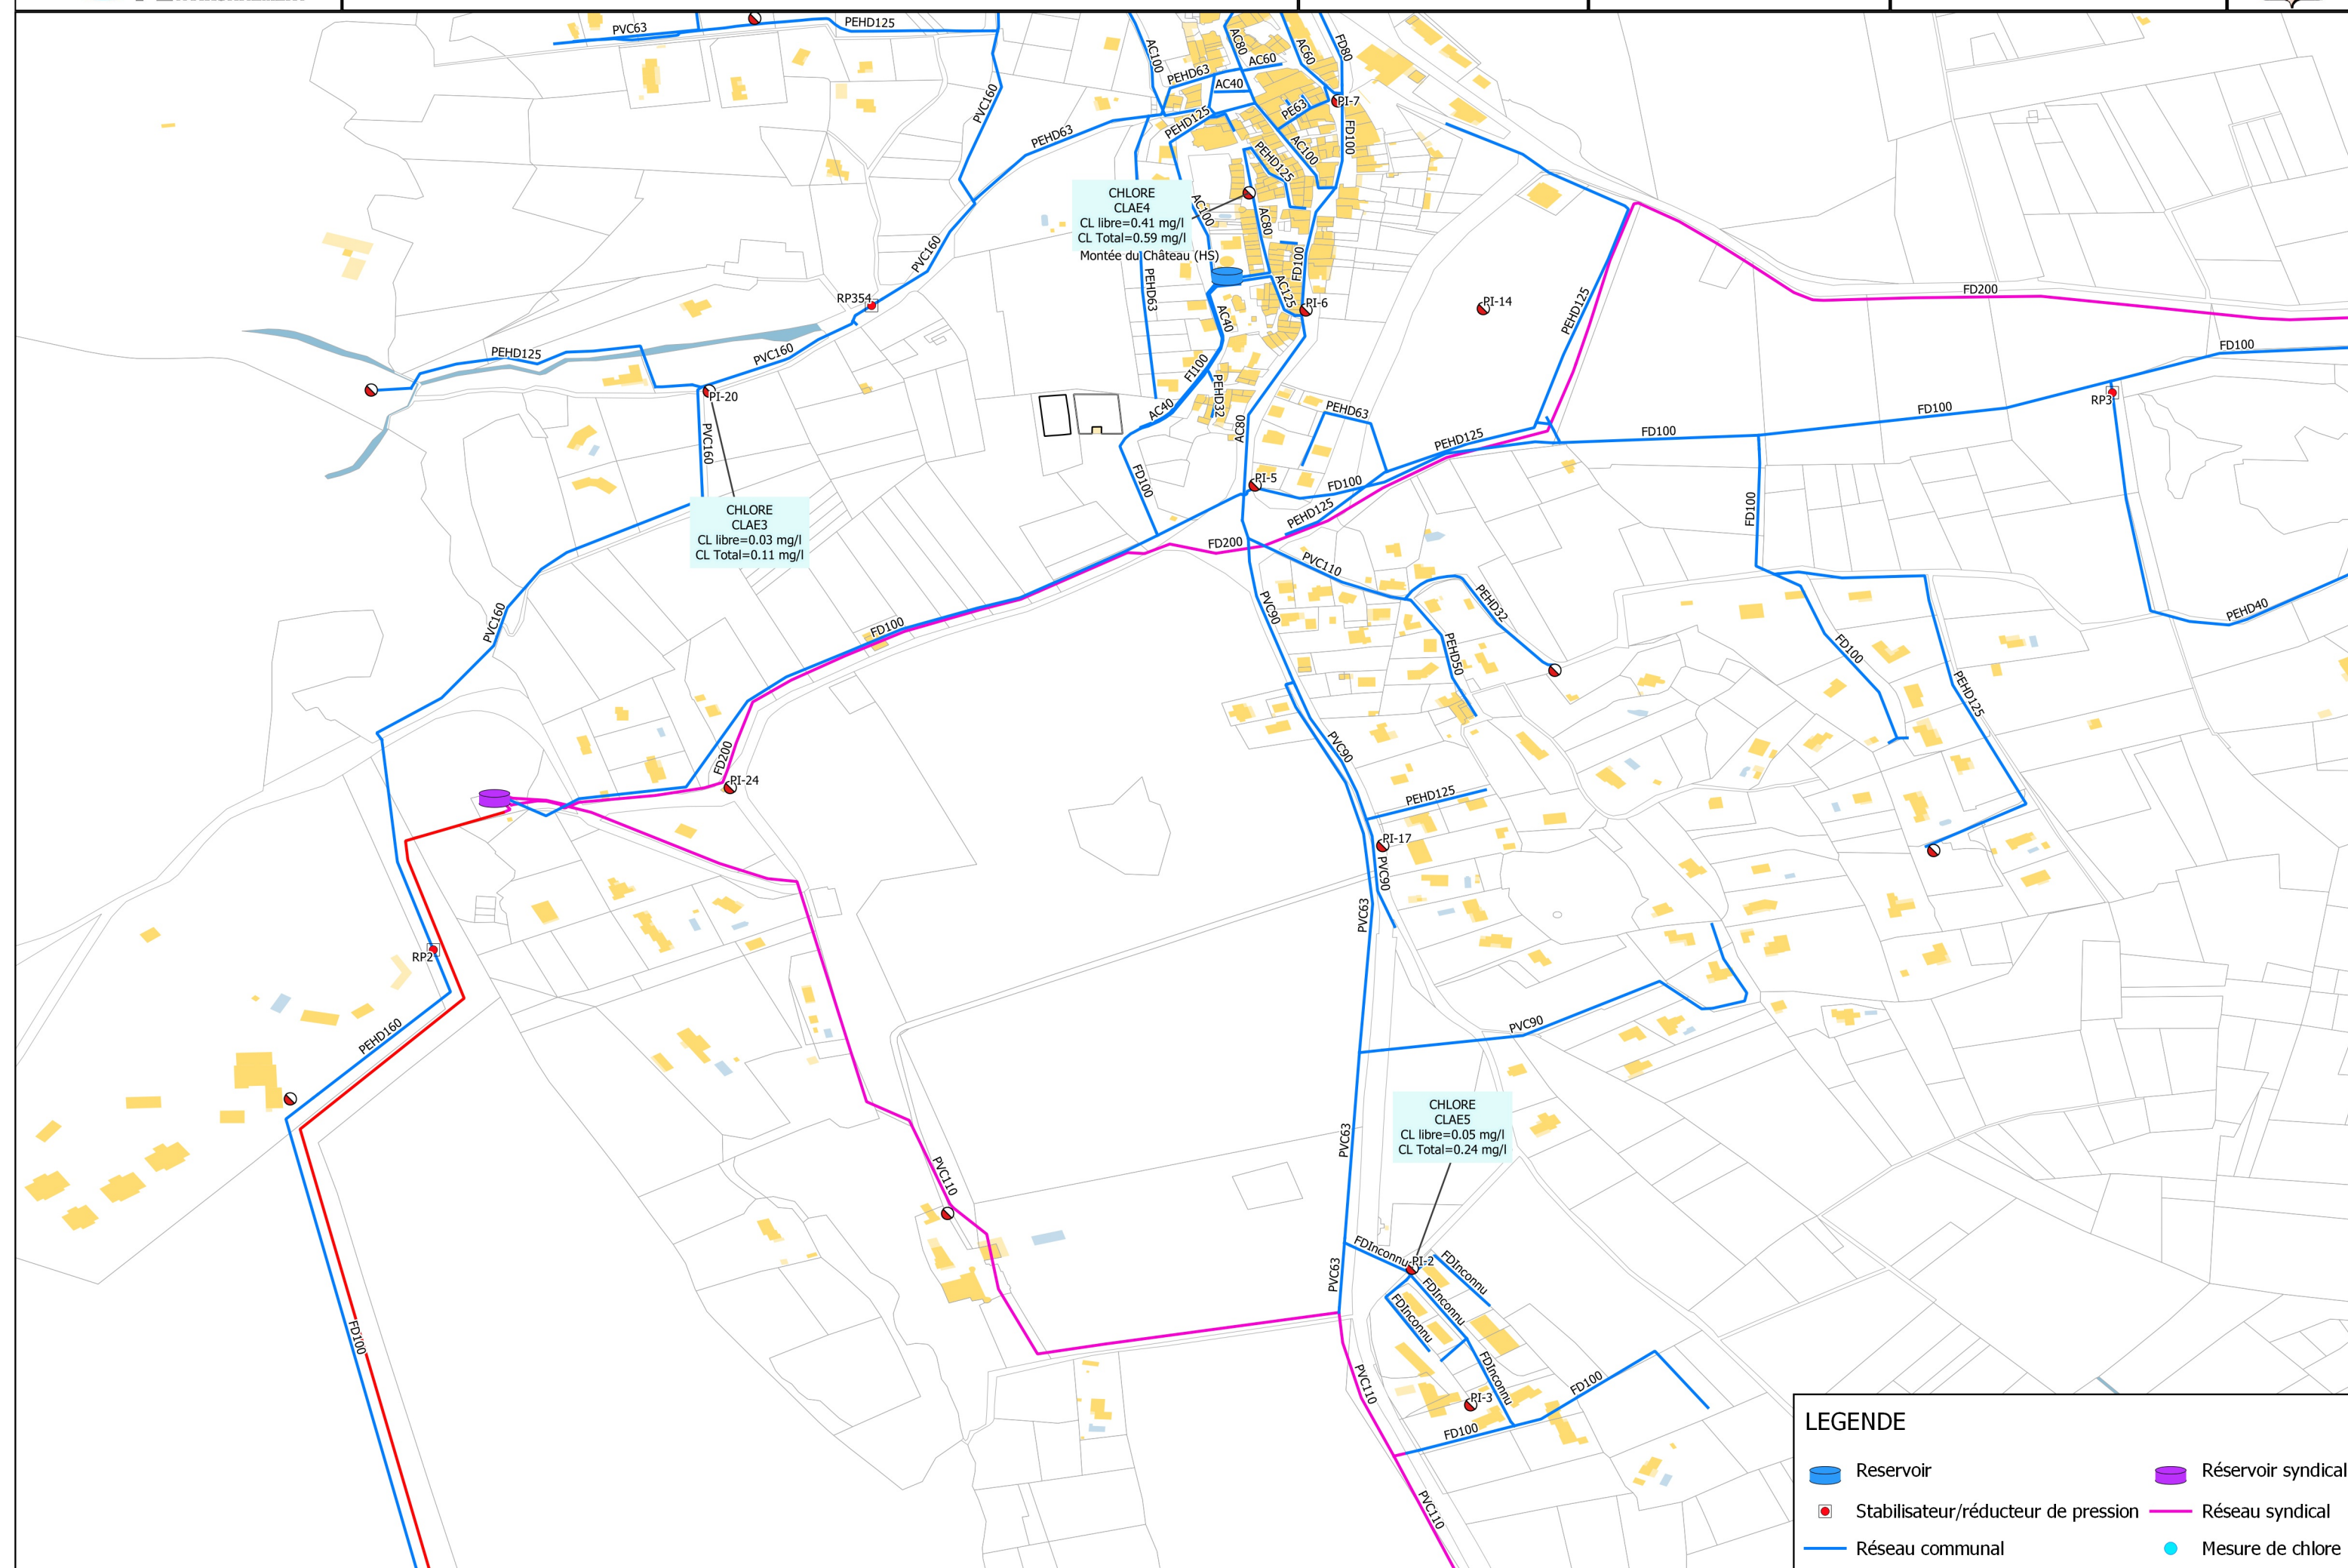 PVC63
PEHD125
AC100
AC80
AC60
FD80
PEHD63
AC60
AC40
PVC160
PE63
PI-7
PEHD63
PEHD125
AC100
FD100
PEHD125
CHLORE
CLAE4
CL libre=0.41 mg/l
CL Total=0.59 mg/l
Montée du Château (HS)
AC100
AC80
PVC160
FD100
PEHD63
AC125
RP354
PI-6
PI-14
PEHD125
FD200
AC40
PEHD125
PVC160
FD100
FI100
PEHD32
PI-20
RP3
AC40
PEHD63
FD100
FD100
PVC160
AC80
PEHD125
FD100
PI-5
FD100
FD100
PEHD125
CHLORE
CLAE3
CL libre=0.03 mg/l
CL Total=0.11 mg/l
FD200
PVC110
PVC160
PVC90
PEHD32
PEHD40
FD100
PEHD50
FD100
PEHD125
PVC90
FD200
PI-24
PEHD125
PI-17
PVC90
PVC63
RP2
PVC90
PEHD160
CHLORE
CLAE5
CL libre=0.05 mg/l
CL Total=0.24 mg/l
PVC63
PVC110
FDInconnu
PI-2
FDInconnu
PVC63
FDInconnu
FDInconnu
FD100
FDInconnu
PVC110
PI-3
FD100
FD100
PVC110
LEGENDE
Reservoir
Réservoir syndical
Stabilisateur/réducteur de pression
Réseau syndical
Réseau communal
Mesure de chlore